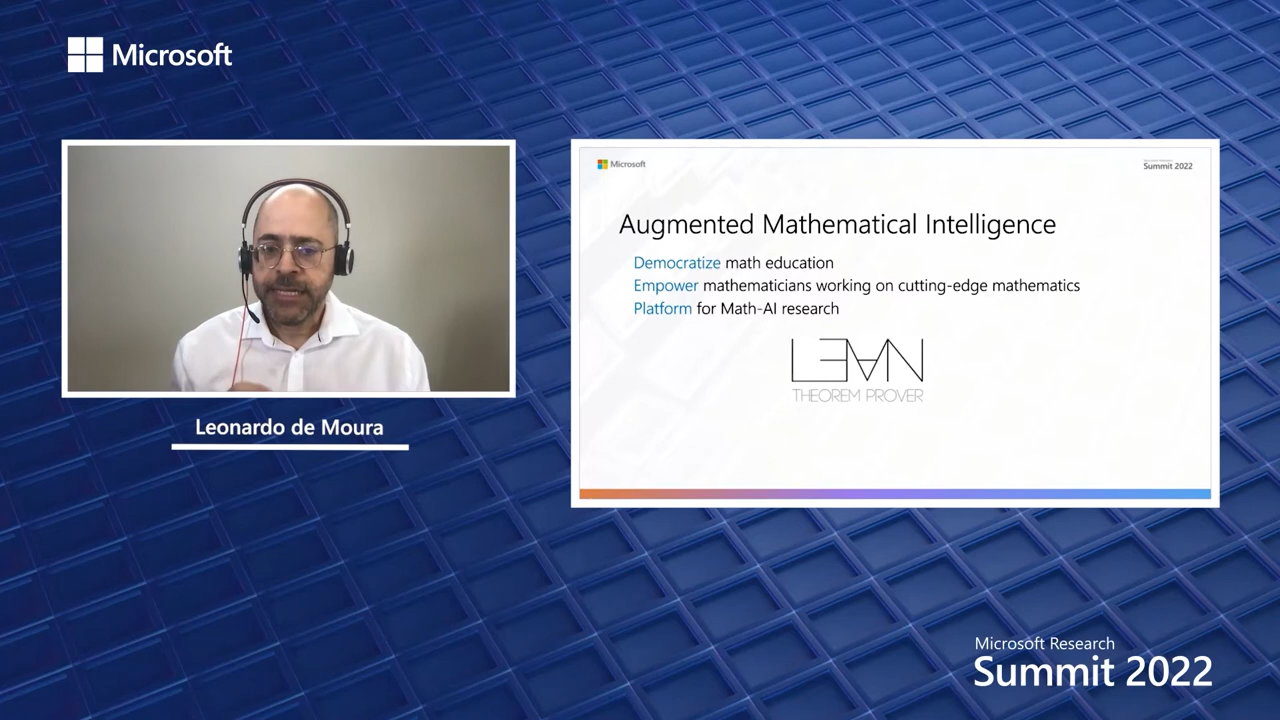 Microsoft
Leonardo de Moura
Microsoft
Summit 2022
Augmented Mathematical Intelligence
Democratize math education
Empower mathematicians working on cutting-edge mathematics
Platform for Math-AI research
L∃∀N
THEOREM PROVER
Microsoft Research
Summit 2022